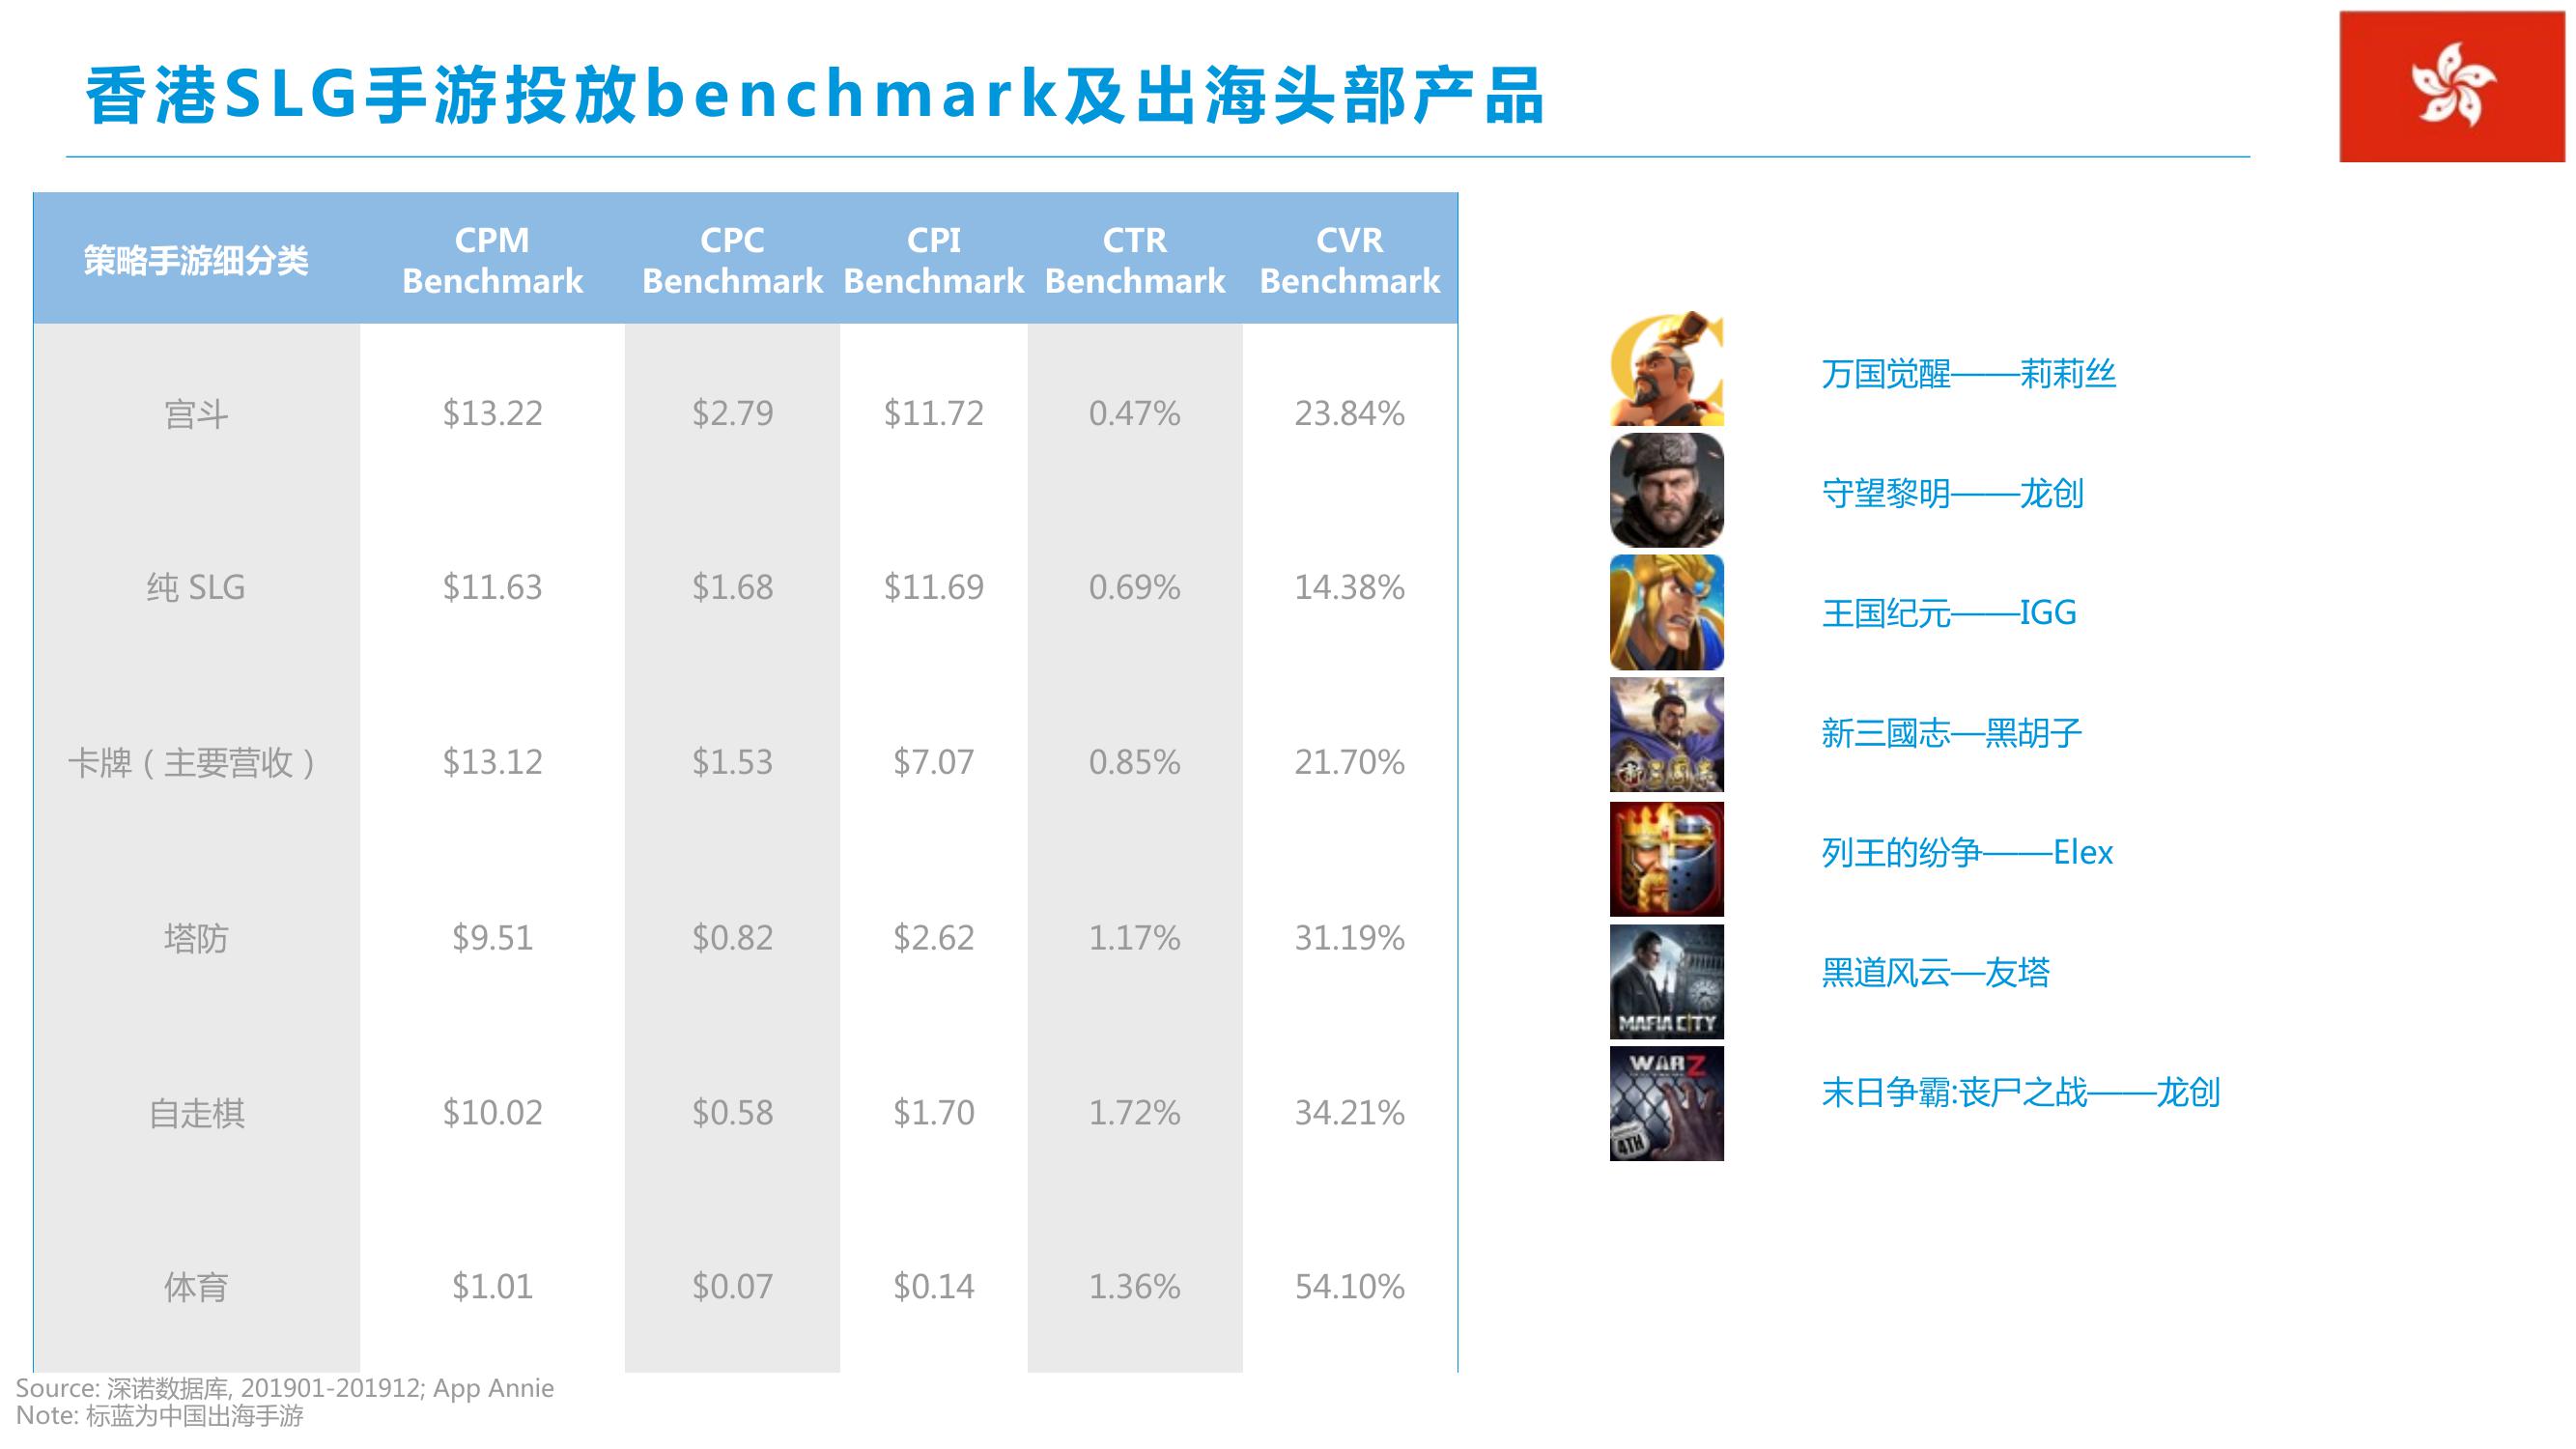 香港SLG手游投放benchmark及出海头部产品
策略手游细分类 CPM Benchmark CPC Benchmark CPI Benchmark CTR Benchmark CVR Benchmark
宫斗 $13.22 $2.79 $11.72 0.47% 23.84%
纯 SLG $11.63 $1.68 $11.69 0.69% 14.38%
卡牌（主要营收） $13.12 $1.53 $7.07 0.85% 21.70%
塔防 $9.51 $0.82 $2.62 1.17% 31.19%
自走棋 $10.02 $0.58 $1.70 1.72% 34.21%
体育 $1.01 $0.07 $0.14 1.36% 54.10%
万国觉醒——莉莉丝
守望黎明——龙创
王国纪元——IGG
新三国志
新三國志—黑胡子
列王的纷争——Elex
MAFIA CITY
黑道风云—友塔
WAR Z
4TH
末日争霸:丧尸之战——龙创
Source: 深诺数据库, 201901-201912; App Annie
Note: 标蓝为中国出海手游